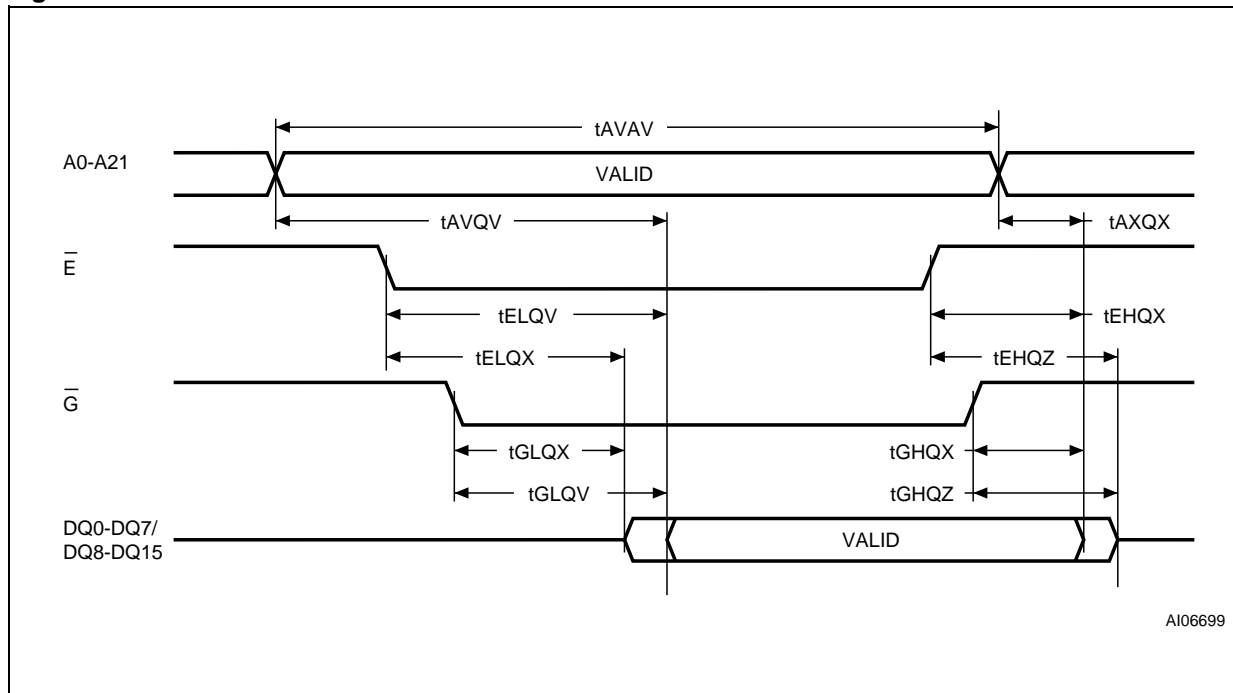 tAVAV
A0-A21
VALID
tAVQV
tAXQX
E
tELQV
tEHQX
tELQX
tEHQZ
G
tGLQX
tGHQX
tGLQV
tGHQZ
DQ0-DQ7/
DQ8-DQ15
VALID
AI06699